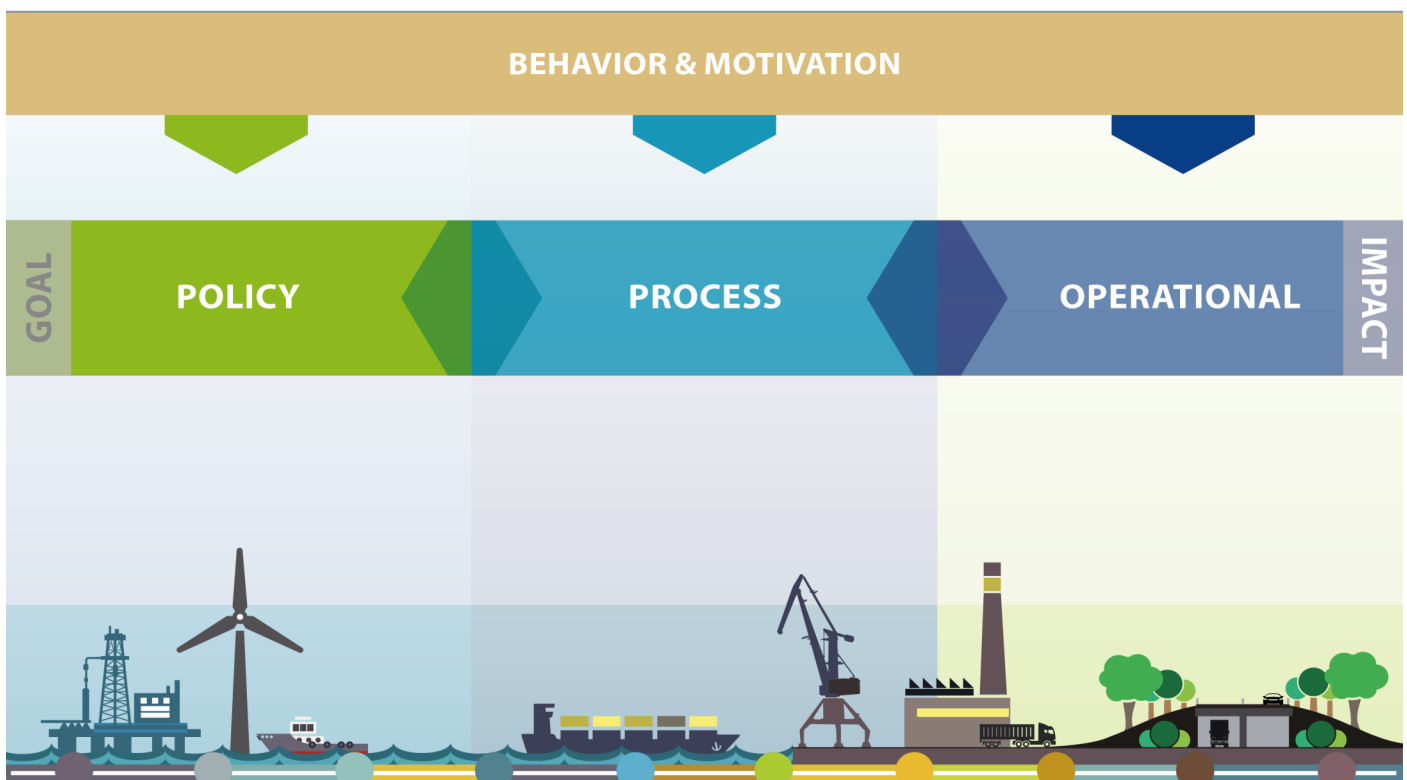 BEHAVIOR & MOTIVATION
GOAL
POLICY
PROCESS
OPERATIONAL
IMPACT